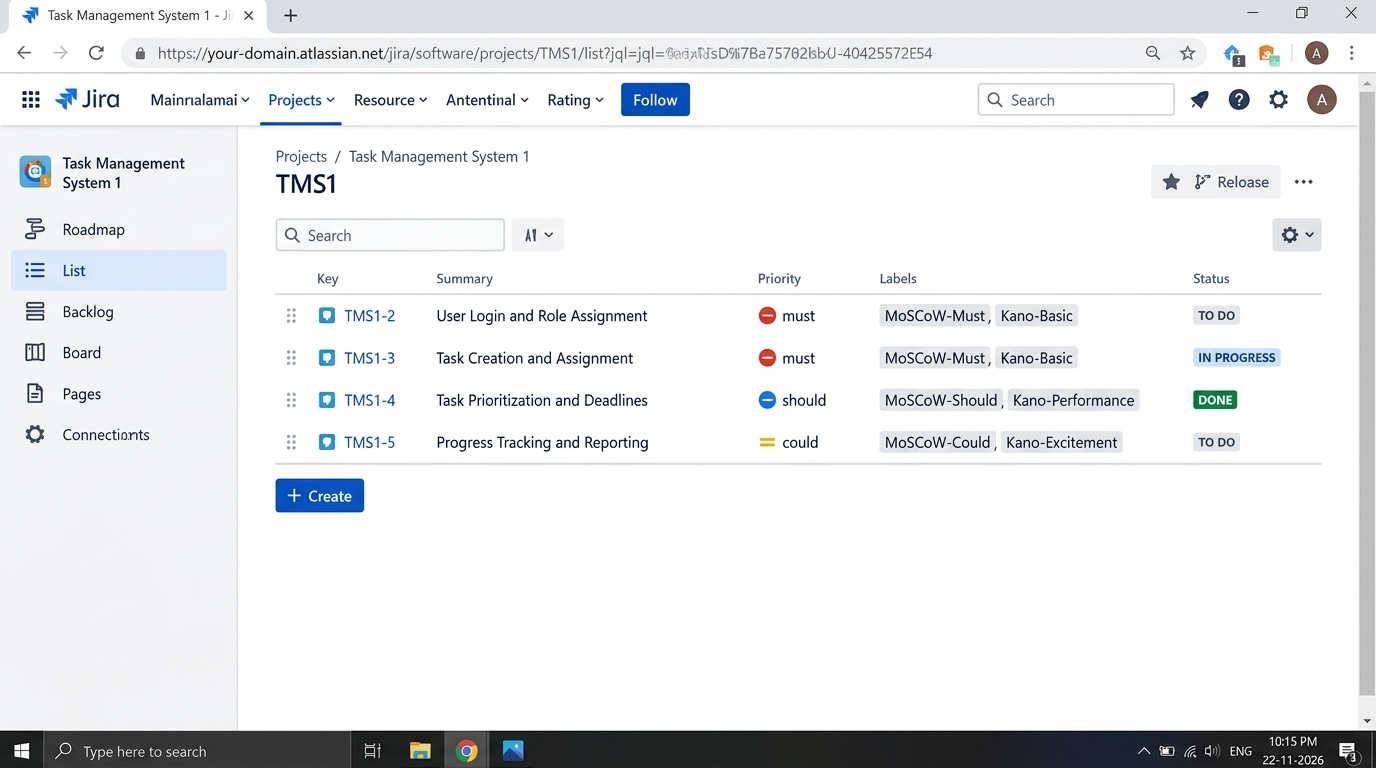 Task Management System 1 - Ji
https://your-domain.atlassian.net/jira/software/projects/TMS1/list?jql=jql=
Jira Mainrıalamai Projects Resource Antentinal Rating Follow Search A
Task Management
System 1
Roadmap
List
Backlog
Board
Pages
Projects / Task Management System 1
TMS1
Reloase
Search
Key Summary Priority Labels Status
TMS1-2 User Login and Role Assignment must MoSCoW-Must, Kano-Basic TO DO
TMS1-3 Task Creation and Assignment must MoSCoW-Must, Kano-Basic IN PROGRESS
TMS1-4 Task Prioritization and Deadlines should MoSCoW-Should, Kano-Performance DONE
TMS1-5 Progress Tracking and Reporting could MoSCoW-Could, Kano-Excitement TO DO
+ Create
Type here to search
ENG
10:15 PM
22-11-2026